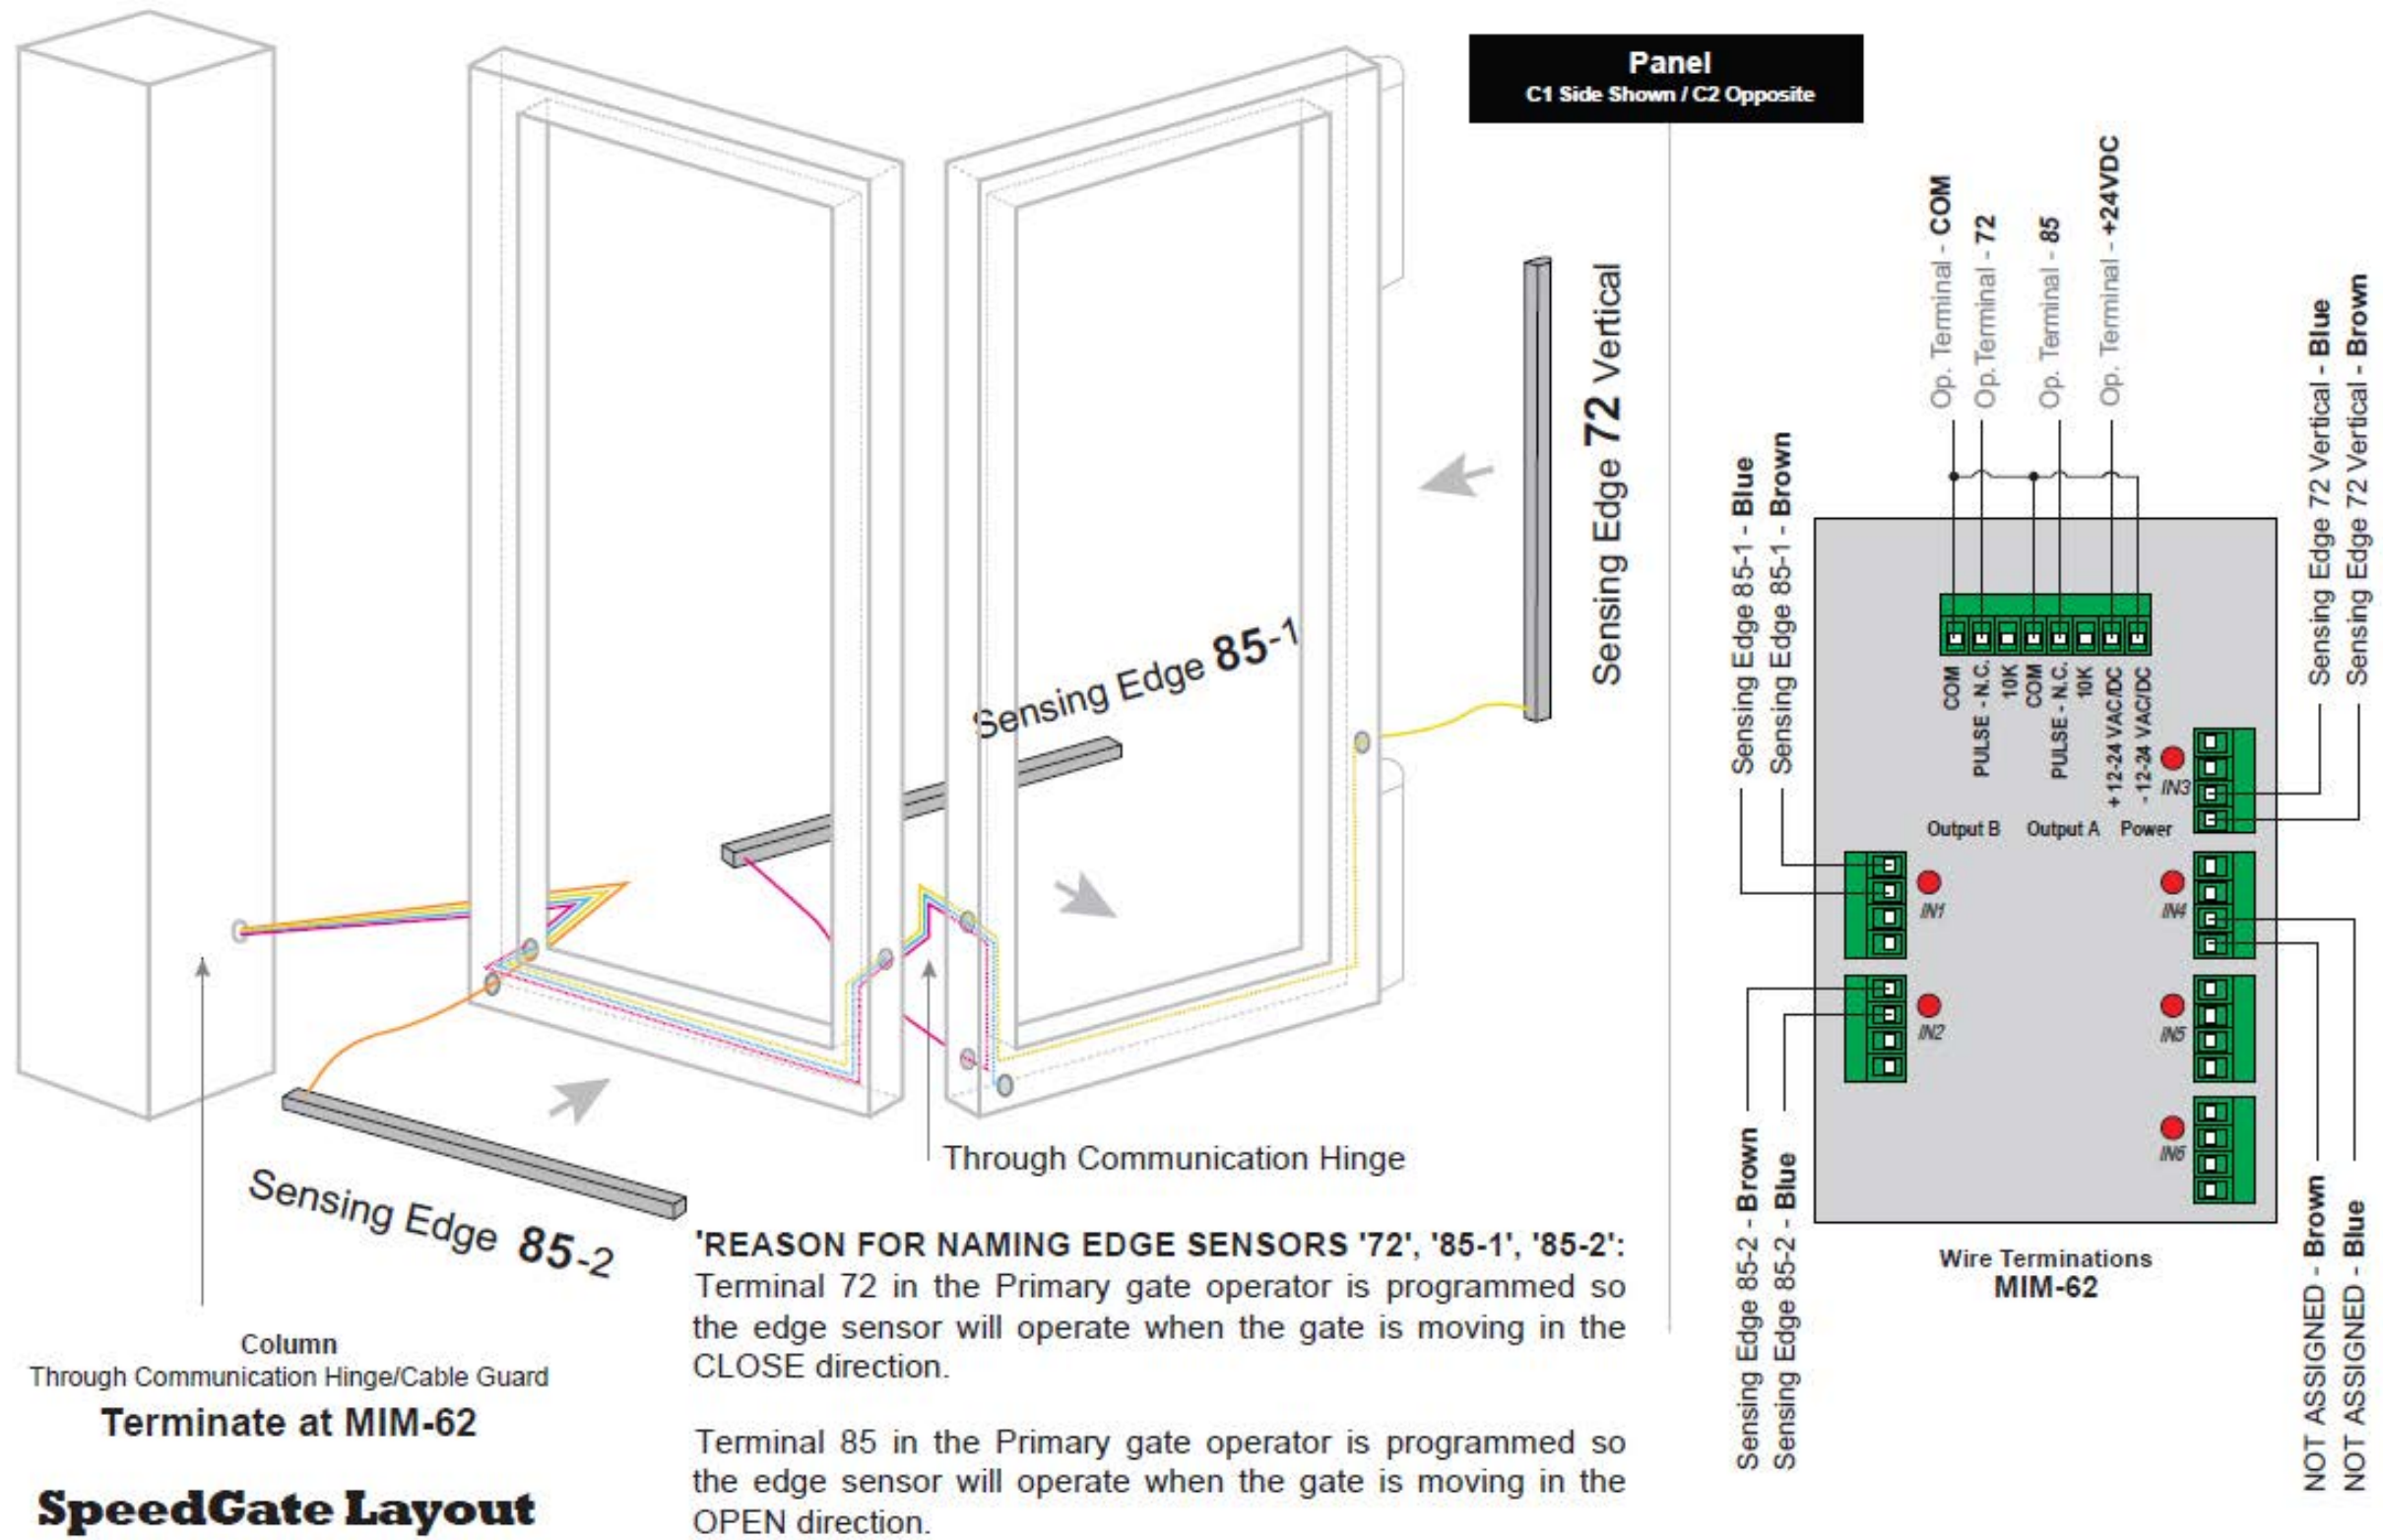 Panel
C1 Side Shown / C2 Opposite
Sensing Edge 72 Vertical
Sensing Edge 85-1
Sensing Edge 85-2
Through Communication Hinge
Column
Through Communication Hinge/Cable Guard
Terminate at MIM-62
SpeedGate Layout
'REASON FOR NAMING EDGE SENSORS '72', '85-1', '85-2':
Terminal 72 in the Primary gate operator is programmed so
the edge sensor will operate when the gate is moving in the
CLOSE direction.
Terminal 85 in the Primary gate operator is programmed so
the edge sensor will operate when the gate is moving in the
OPEN direction.
Op. Terminal - COM
Op. Terminal - 72
Op. Terminal - 85
Op. Terminal - +24VDC
Sensing Edge 85-1 - Blue
Sensing Edge 85-1 - Brown
Sensing Edge 72 Vertical - Blue
Sensing Edge 72 Vertical - Brown
COM
PULSE - N.C.
10K
COM
PULSE - N.C.
10K
+12-24 VAC/DC
- 12-24 VAC/DC
Output B
Output A
Power
IN3
IN1
IN4
IN2
IN5
IN6
Sensing Edge 85-2 - Brown
Sensing Edge 85-2 - Blue
NOT ASSIGNED - Brown
NOT ASSIGNED - Blue
Wire Terminations
MIM-62